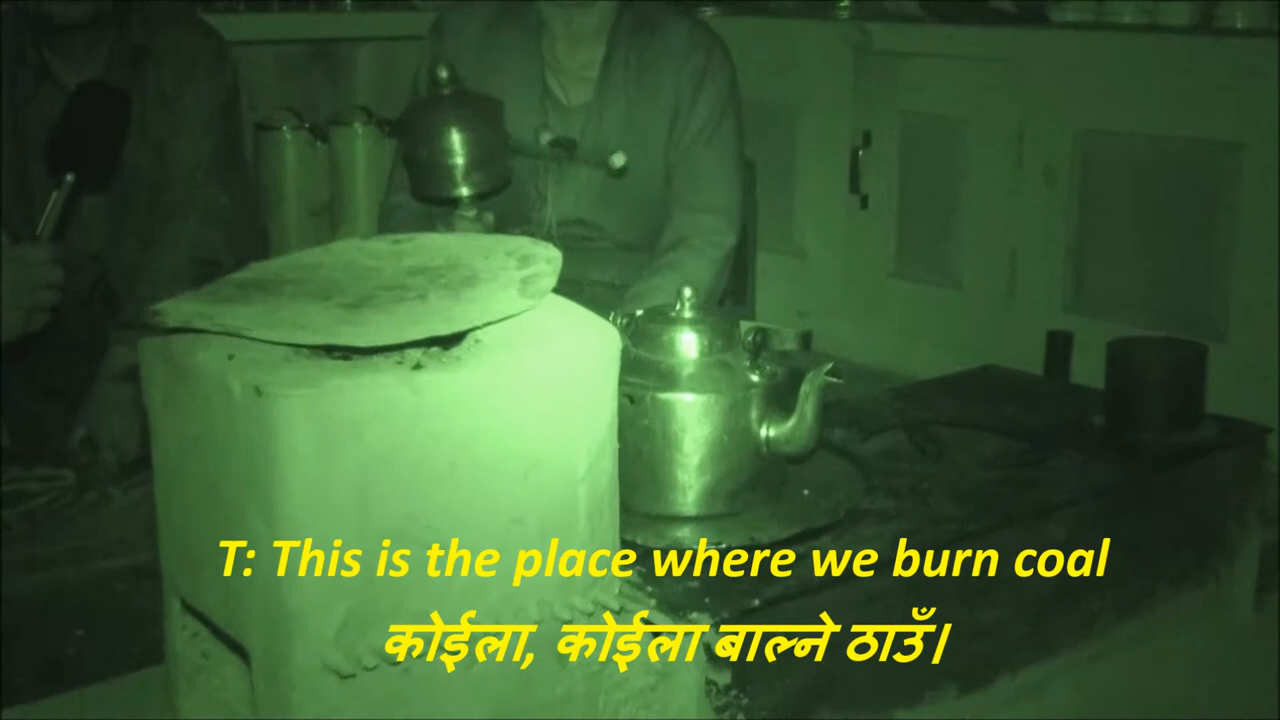 T: This is the place where we burn coal
कोईला, कोईला बाल्ने ठाउँ।